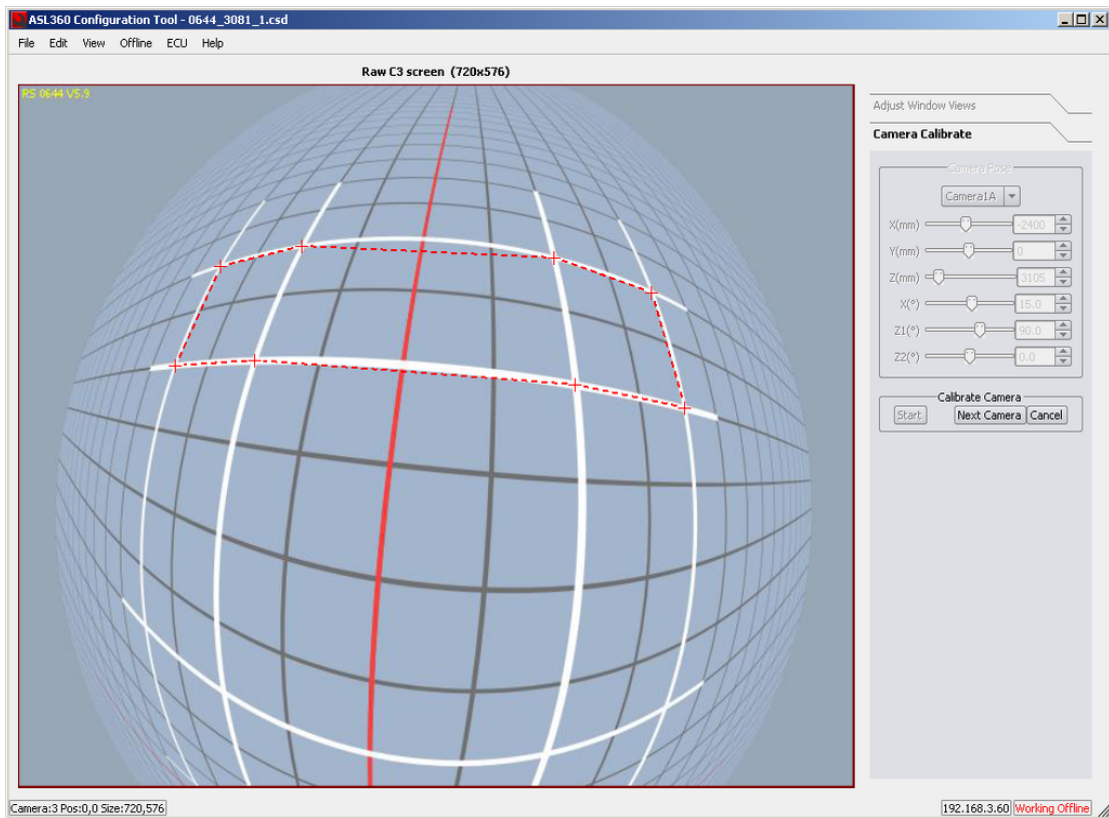 ASL360 Configuration Tool - 0644_3081_1.csd
File Edit View Offline ECU Help
Raw C3 screen (720x576)
RS 0644 V5.9
Adjust Window Views
Camera Calibrate
Camera Pose
Camera1A
X(mm) -2400
Y(mm) 0
Z(mm) 3105
X(°) 15.0
Z1(°) 90.0
Z2(°) 0.0
Calibrate Camera
Start Next Camera Cancel
Camera:3 Pos:0,0 Size:720,576 192.168.3.60 Working Offline